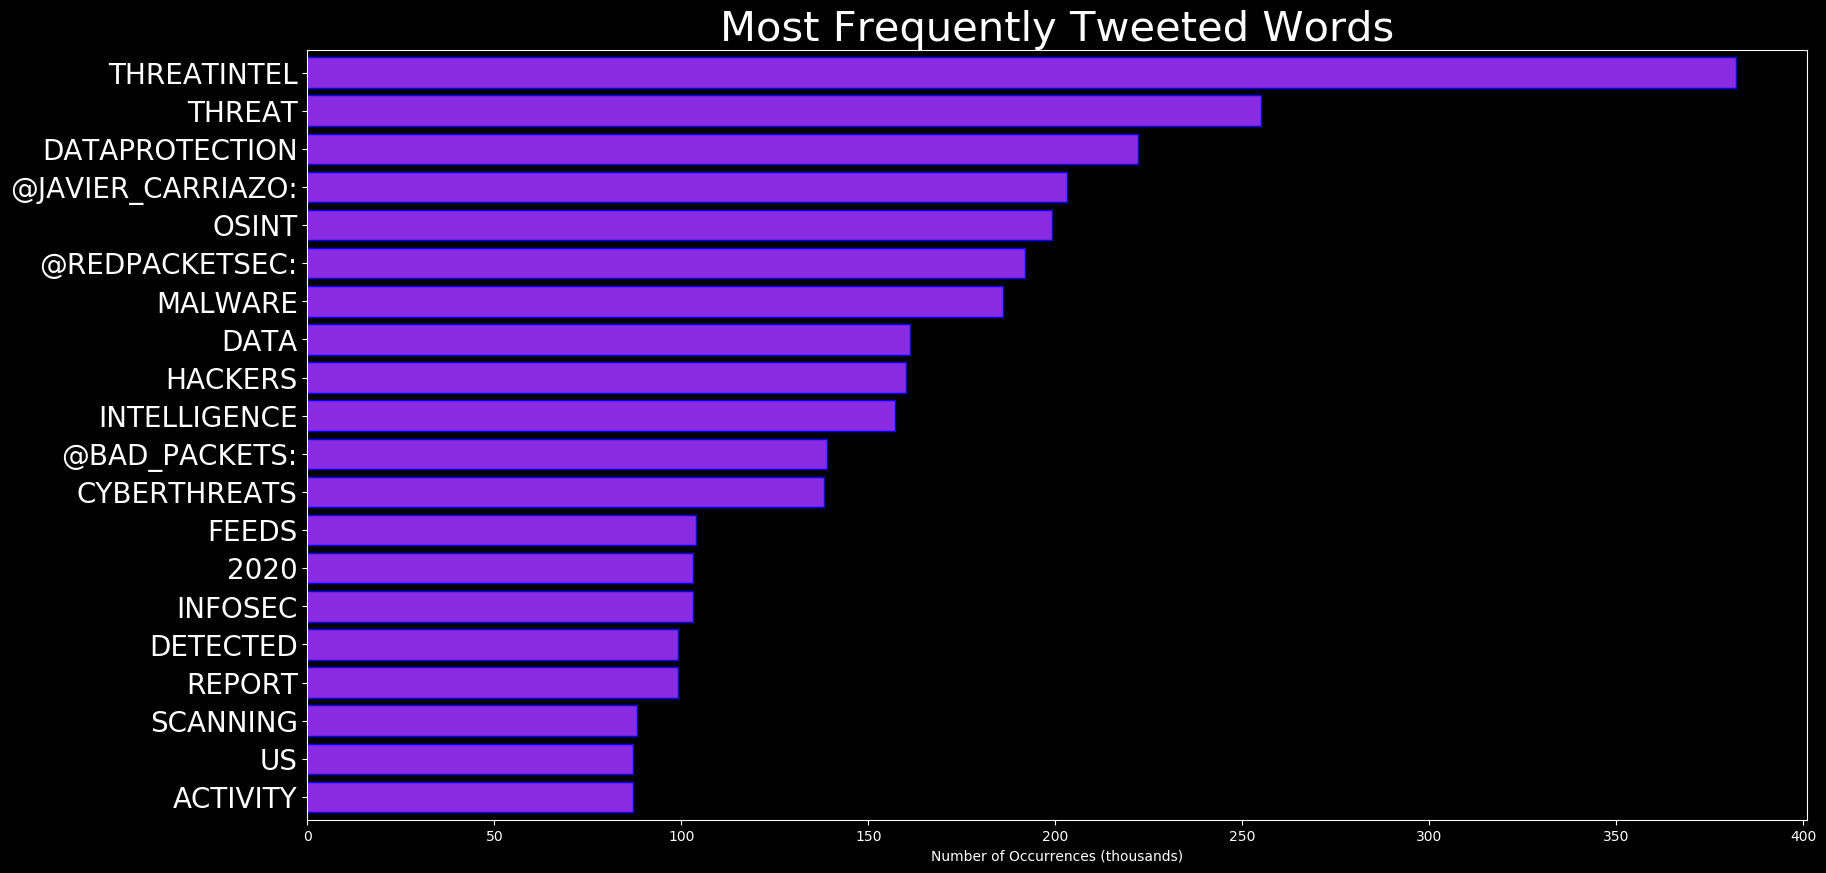 Most Frequently Tweeted Words
THREATINTEL
THREAT
DATAPROTECTION
@JAVIER_CARRIAZO:
OSINT
@REDPACKETSEC:
MALWARE
DATA
HACKERS
INTELLIGENCE
@BAD_PACKETS:
CYBERTHREATS
FEEDS
2020
INFOSEC
DETECTED
REPORT
SCANNING
US
ACTIVITY
0 50 100 150 200 250 300 350 400
Number of Occurrences (thousands)